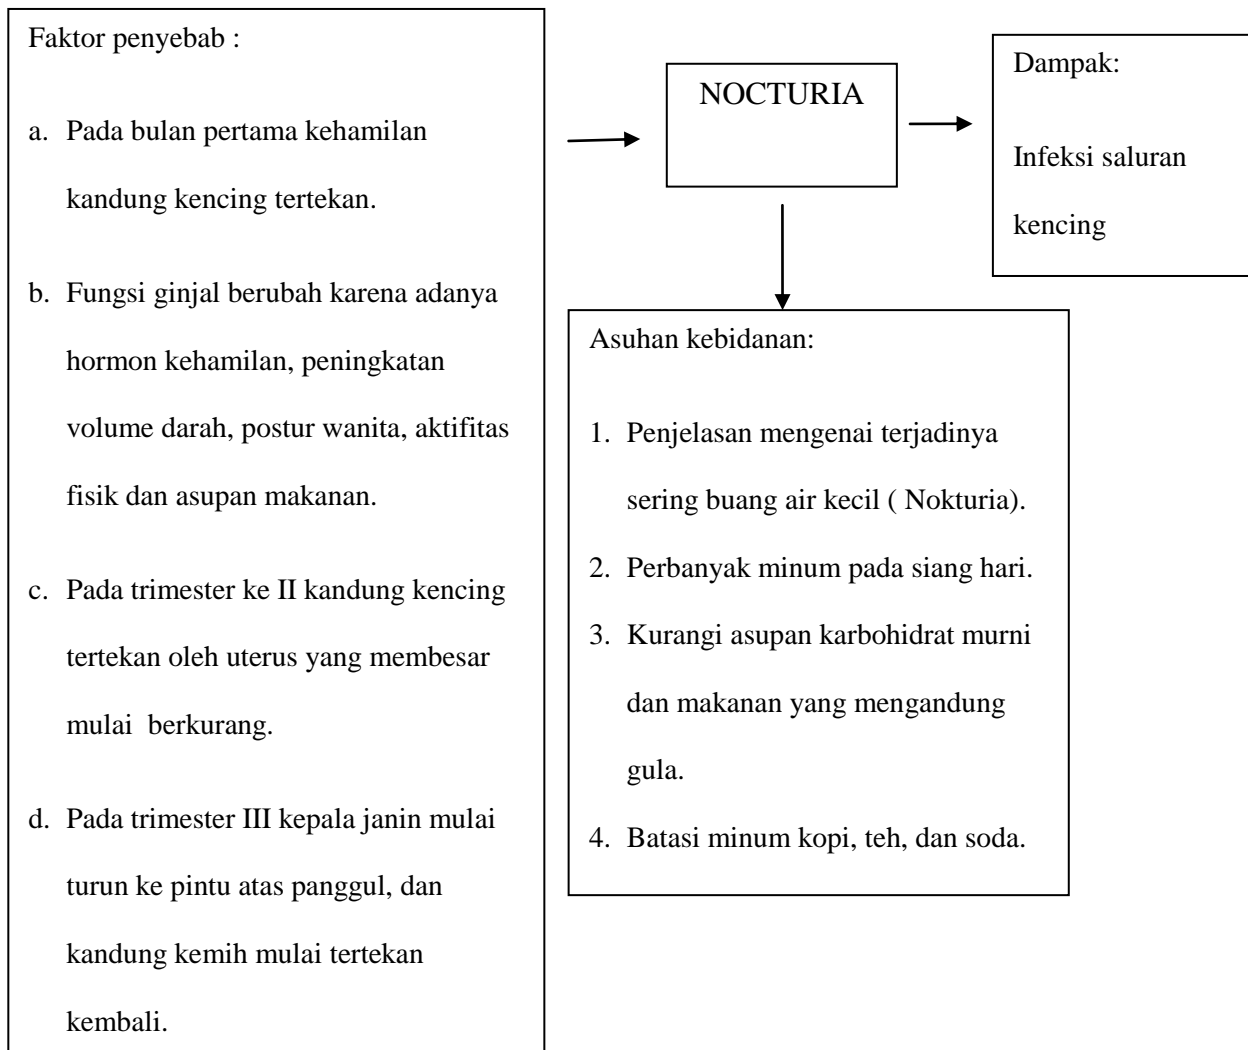 Faktor penyebab :
a. Pada bulan pertama kehamilan
kandung kencing tertekan.
b. Fungsi ginjal berubah karena adanya
hormon kehamilan, peningkatan
volume darah, postur wanita, aktifitas
fisik dan asupan makanan.
c. Pada trimester ke II kandung kencing
tertekan oleh uterus yang membesar
mulai berkurang.
d. Pada trimester III kepala janin mulai
turun ke pintu atas panggul, dan
kandung kemih mulai tertekan
kembali.
NOCTURIA
Dampak:
Infeksi saluran
kencing
Asuhan kebidanan:
1. Penjelasan mengenai terjadinya
sering buang air kecil ( Nokturia).
2. Perbanyak minum pada siang hari.
3. Kurangi asupan karbohidrat murni
dan makanan yang mengandung
gula.
4. Batasi minum kopi, teh, dan soda.